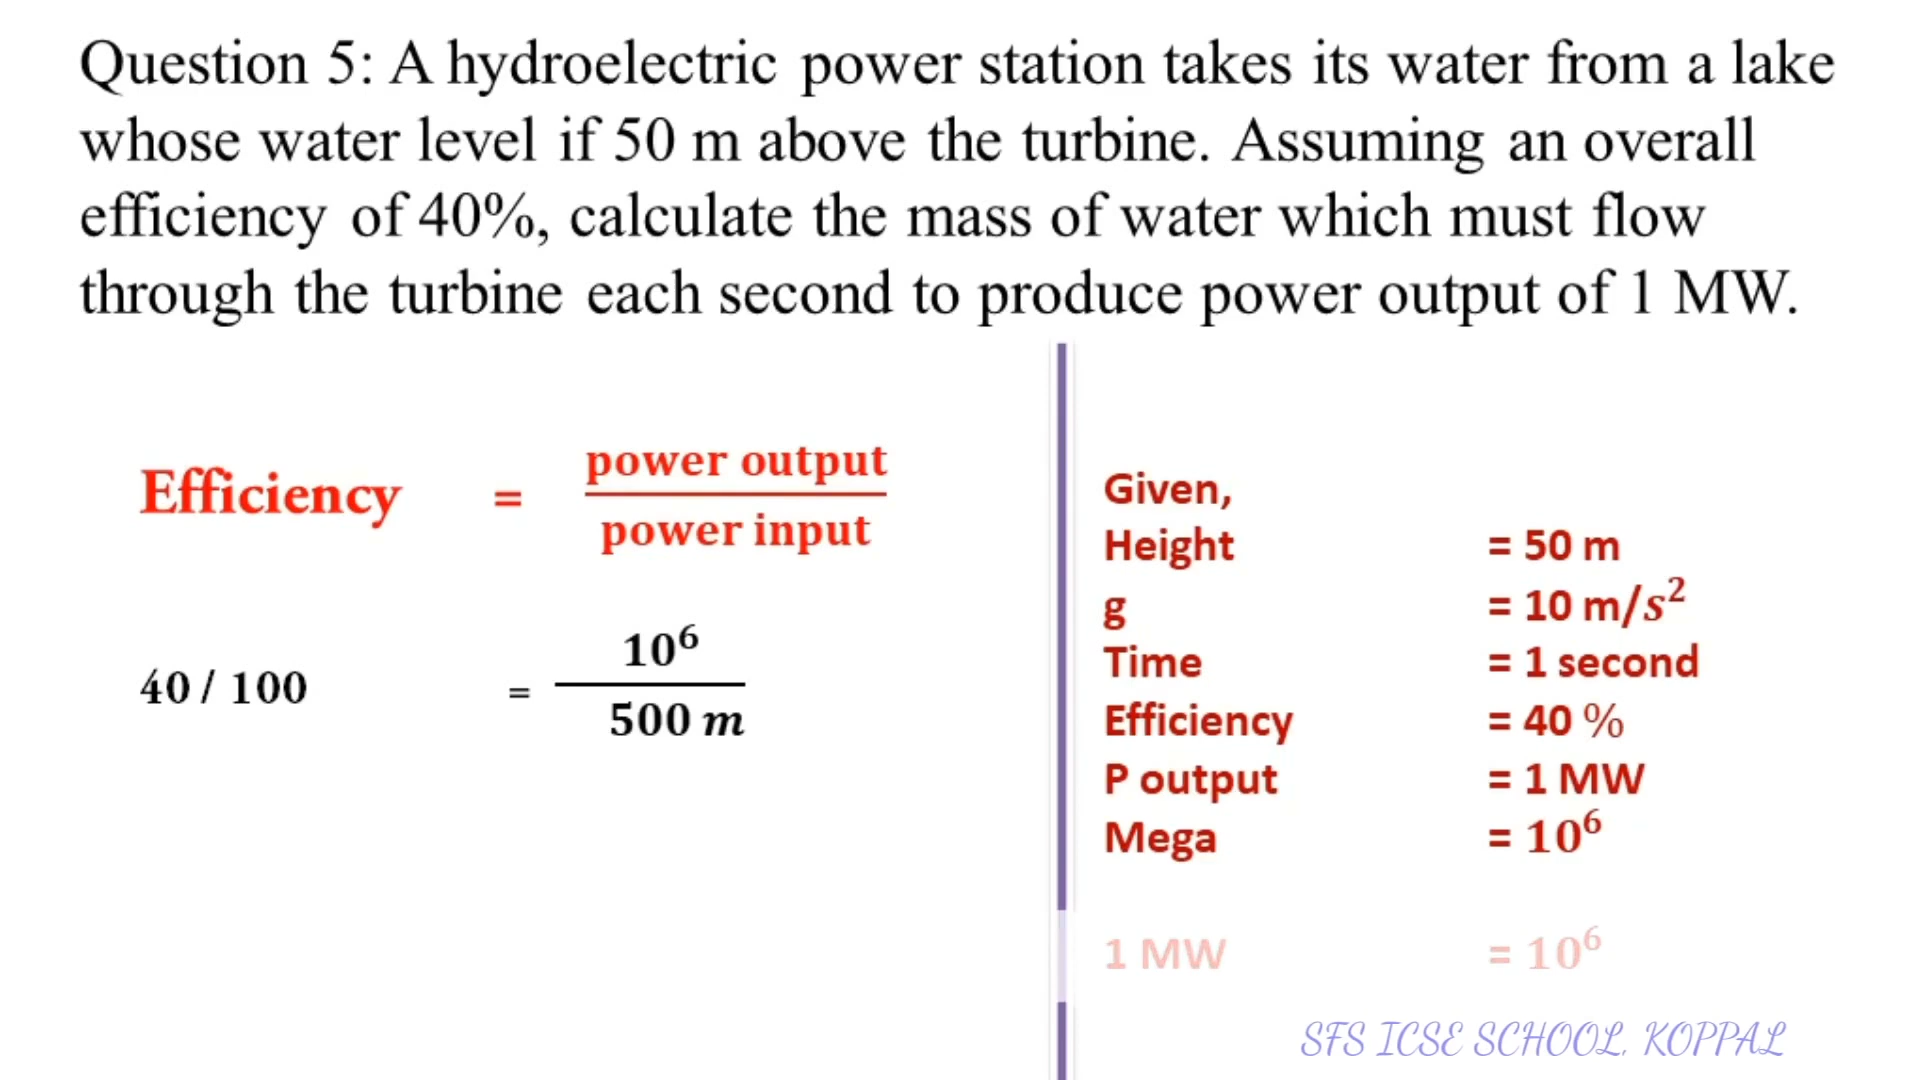 Question 5: A hydroelectric power station takes its water from a lake
whose water level if 50 m above the turbine. Assuming an overall
efficiency of 40%, calculate the mass of water which must flow
through the turbine each second to produce power output of 1 MW.
Efficiency = power output / power input
40 / 100 = 10⁶ / 500 m
Given,
Height = 50 m
g = 10 m/s²
Time = 1 second
Efficiency = 40 %
P output = 1 MW
Mega = 10⁶
1 MW = 10⁶
SFS ICSE SCHOOL, KOPPAL